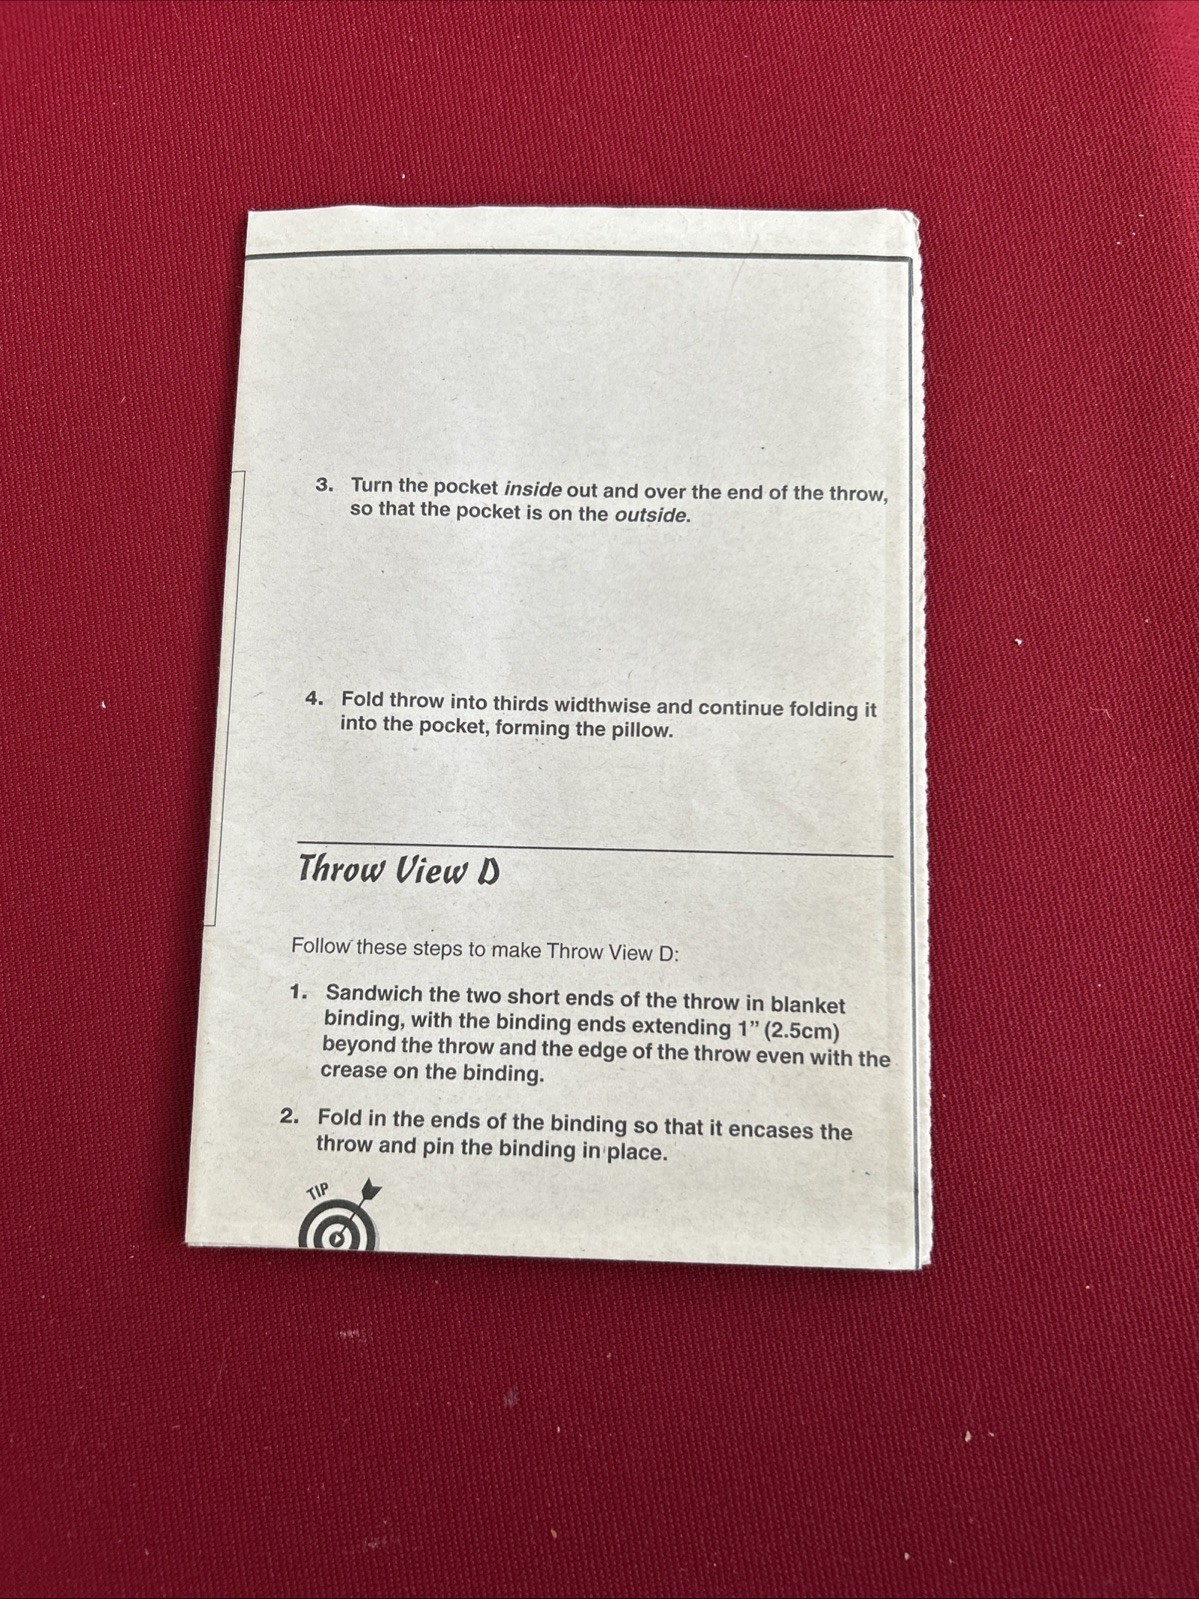 3. Turn the pocket inside out and over the end of the throw,
so that the pocket is on the outside.
4. Fold throw into thirds widthwise and continue folding it
into the pocket, forming the pillow.
Throw View D
Follow these steps to make Throw View D:
1. Sandwich the two short ends of the throw in blanket
binding, with the binding ends extending 1” (2.5cm)
beyond the throw and the edge of the throw even with the
crease on the binding.
2. Fold in the ends of the binding so that it encases the
throw and pin the binding in place.
TIP